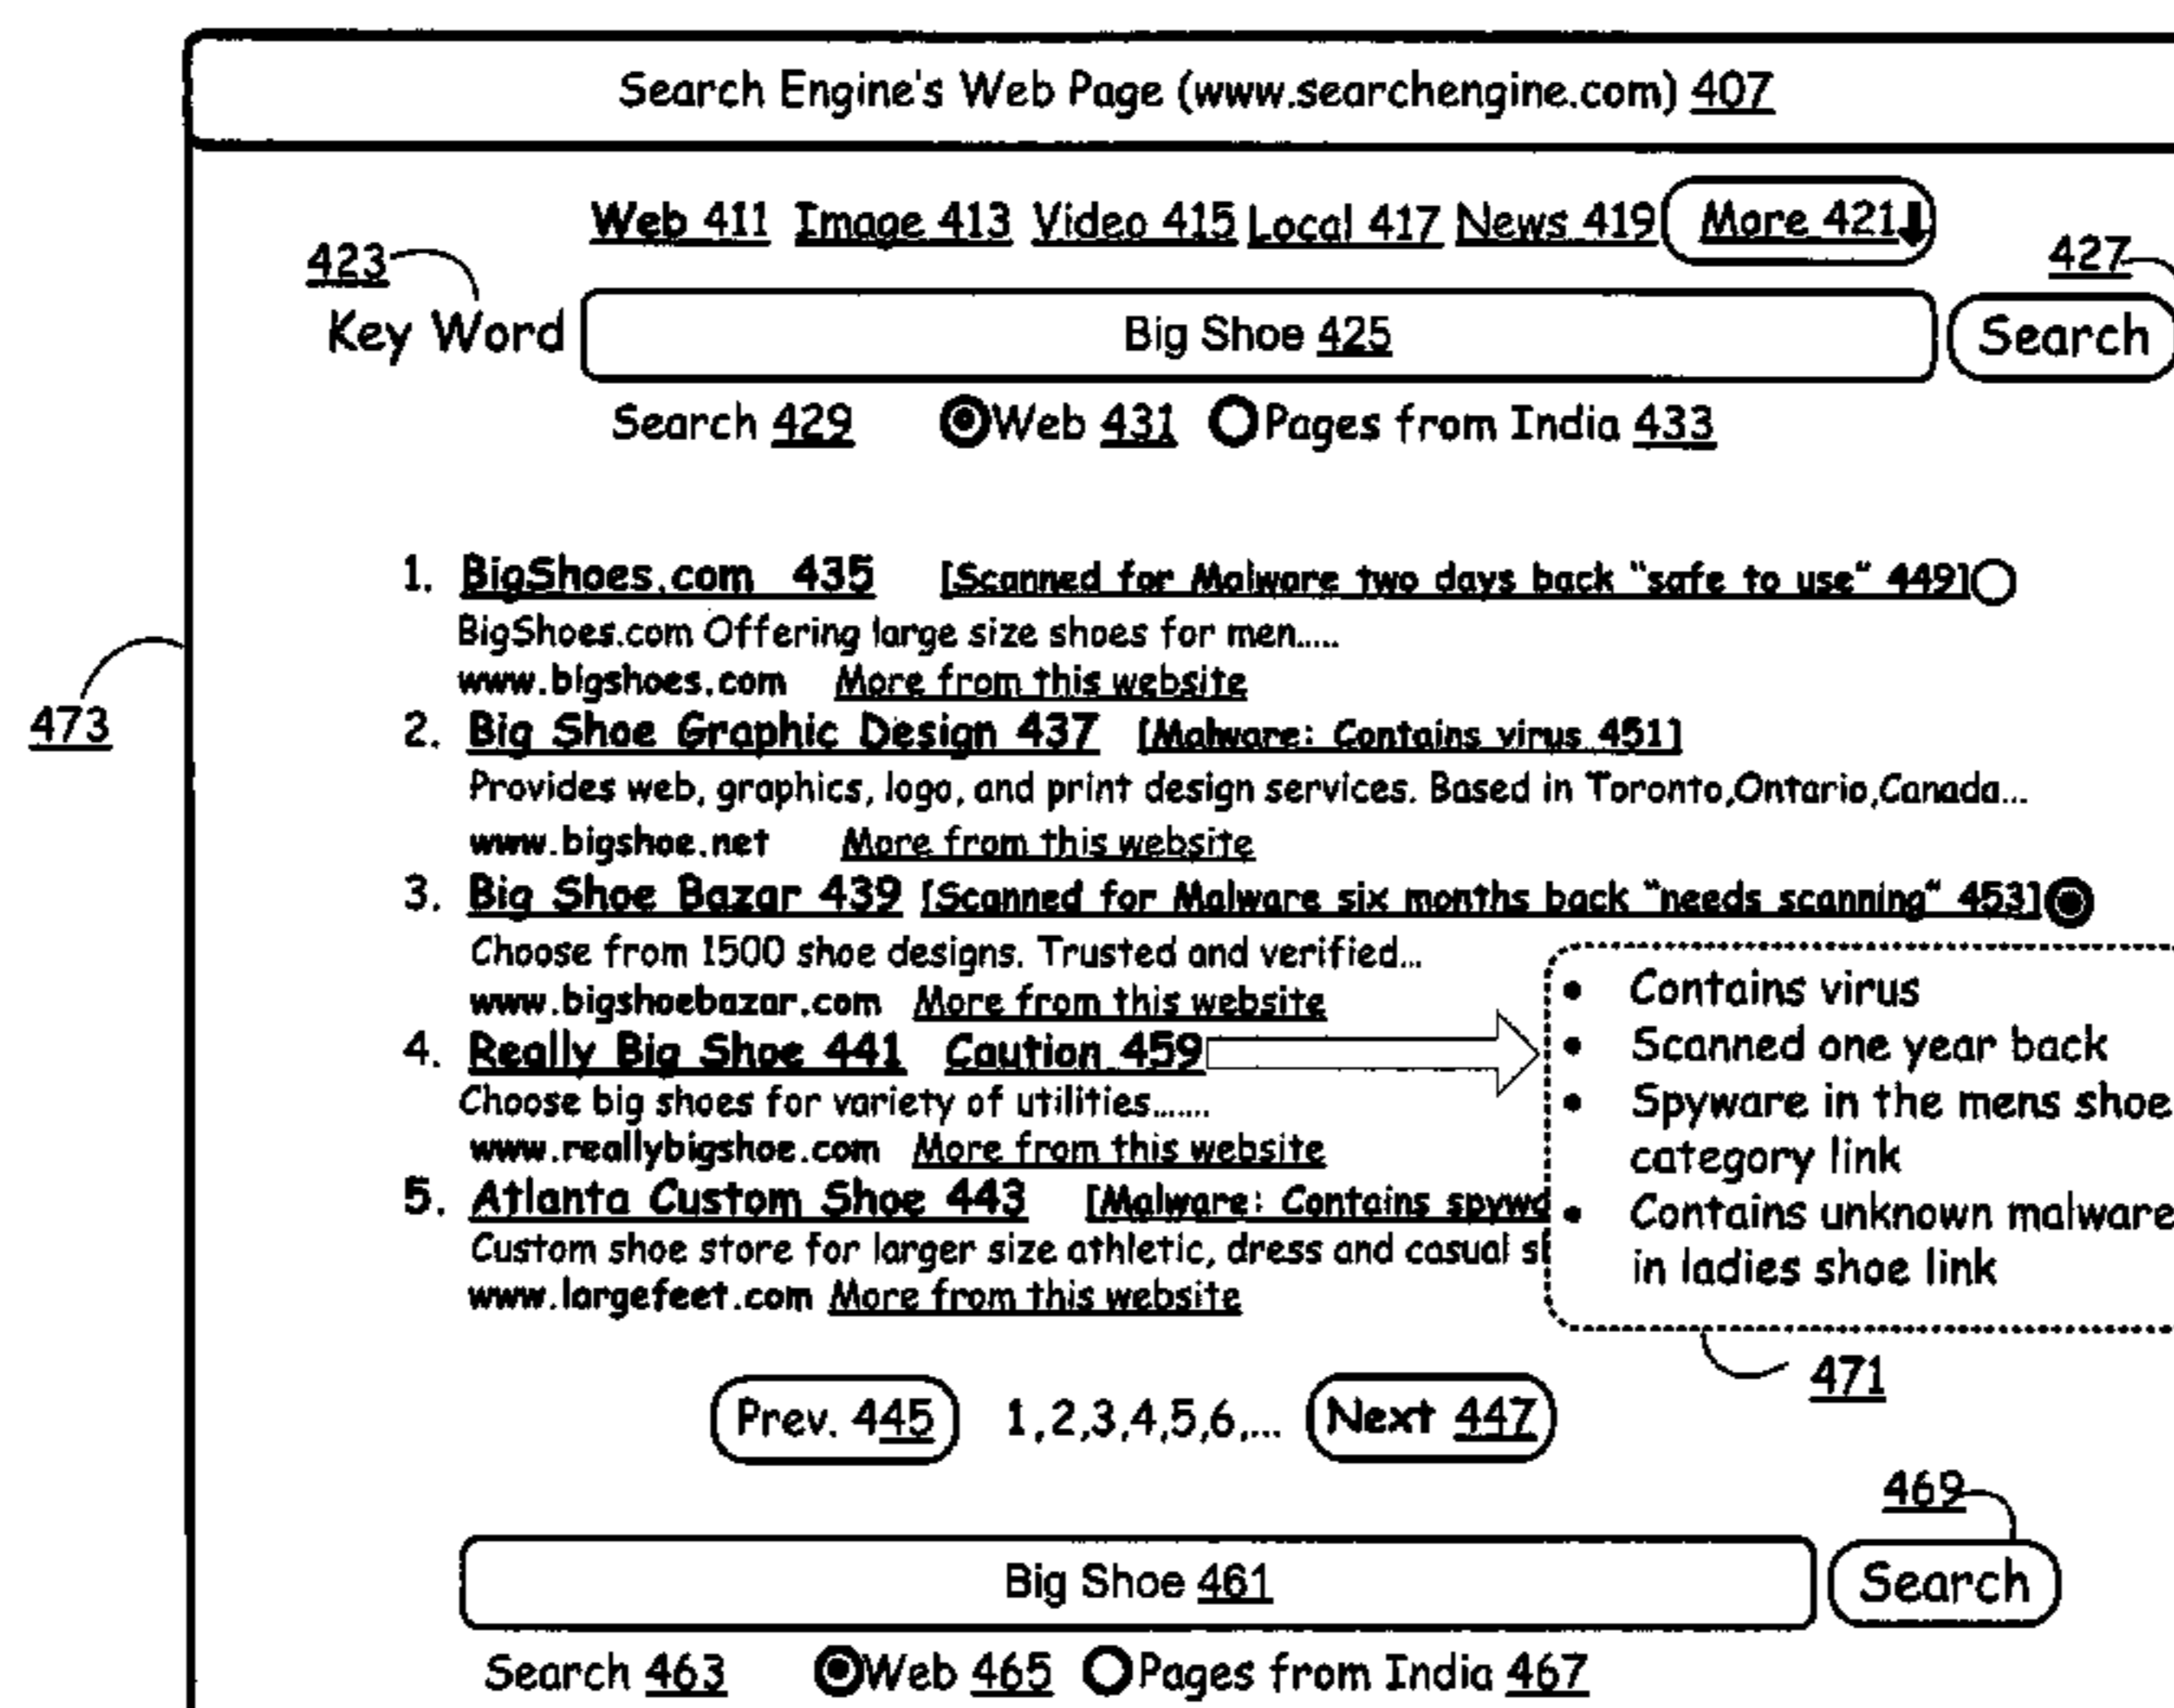 Search Engine's Web Page (www.searchengine.com) 407
Web 411 Image 413 Video 415 Local 417 News 419 More 421
423
427
Key Word Big Shoe 425 Search
Search 429 Web 431 Pages from India 433
1. BigShoes.com 435 [Scanned for Malware two days back "safe to use" 449]
BigShoes.com Offering large size shoes for men.....
www.bigshoes.com More from this website
473
2. Big Shoe Graphic Design 437 [Malware: Contains virus 451]
Provides web, graphics, logo, and print design services. Based in Toronto,Ontario,Canada...
www.bigshoe.net More from this website
3. Big Shoe Bazar 439 [Scanned for Malware six months back "needs scanning" 453]
Choose from 1500 shoe designs. Trusted and verified...
www.bigshoebazar.com More from this website
4. Really Big Shoe 441 Caution 459
Choose big shoes for variety of utilities.......
www.reallybigshoe.com More from this website
5. Atlanta Custom Shoe 443 [Malware: Contains
Custom shoe store for larger size athletic, dress and casual
www.largefeet.com More from this website
• Contains virus
• Scanned one year back
• Spyware in the mens shoe
category link
• Contains unknown malware
in ladies shoe link
471
Prev. 445 1,2,3,4,5,6,... Next 447
469
Big Shoe 461 Search
Search 463 Web 465 Pages from India 467